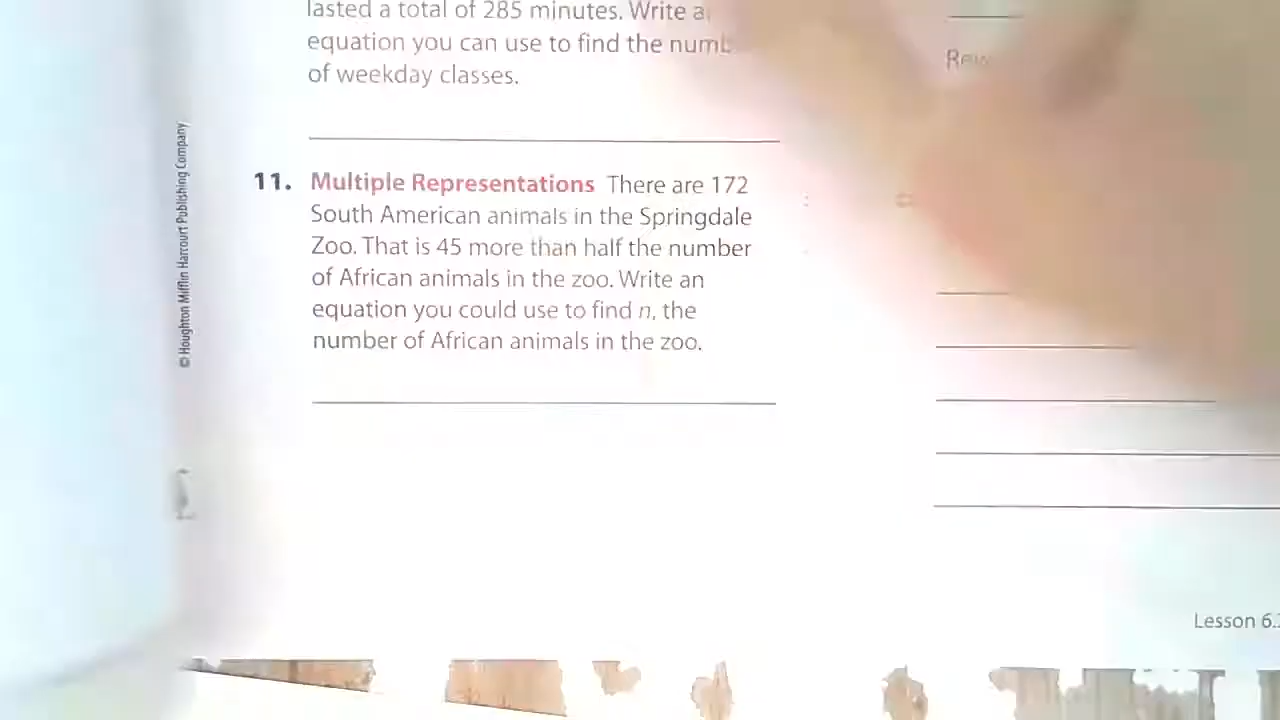 lasted a total of 285 minutes. Write
equation you can use to find the
of weekday classes.
11. Multiple Representations There are 172
South American animals in the Springdale
Zoo. That is 45 more than half the number
of African animals in the zoo. Write an
equation you could use to find n, the
number of African animals in the zoo.
© Houghton Mifflin Harcourt Publishing Company
Lesson